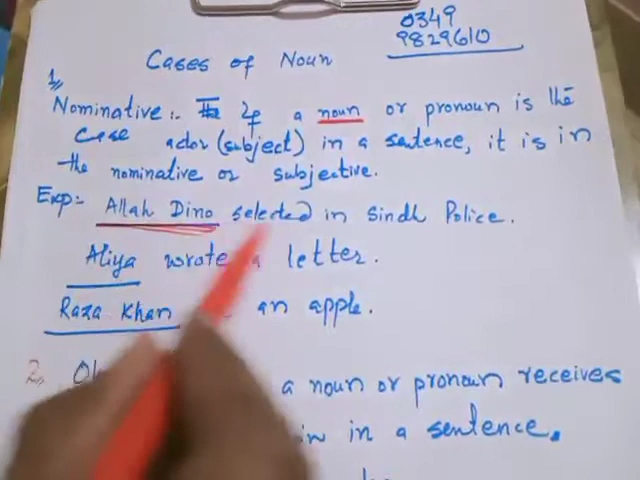 0349
9829610
Cases of Noun
1,
Nominative:- If a noun or pronoun is the
case actor (subject) in a sentence, it is in
the nominative or subjective.
Exp:- Allah Dino selected in Sindh Police.
Aliya wrote a letter.
Raza Khan an apple.
2, a noun or pronoun receives
in a sentence.